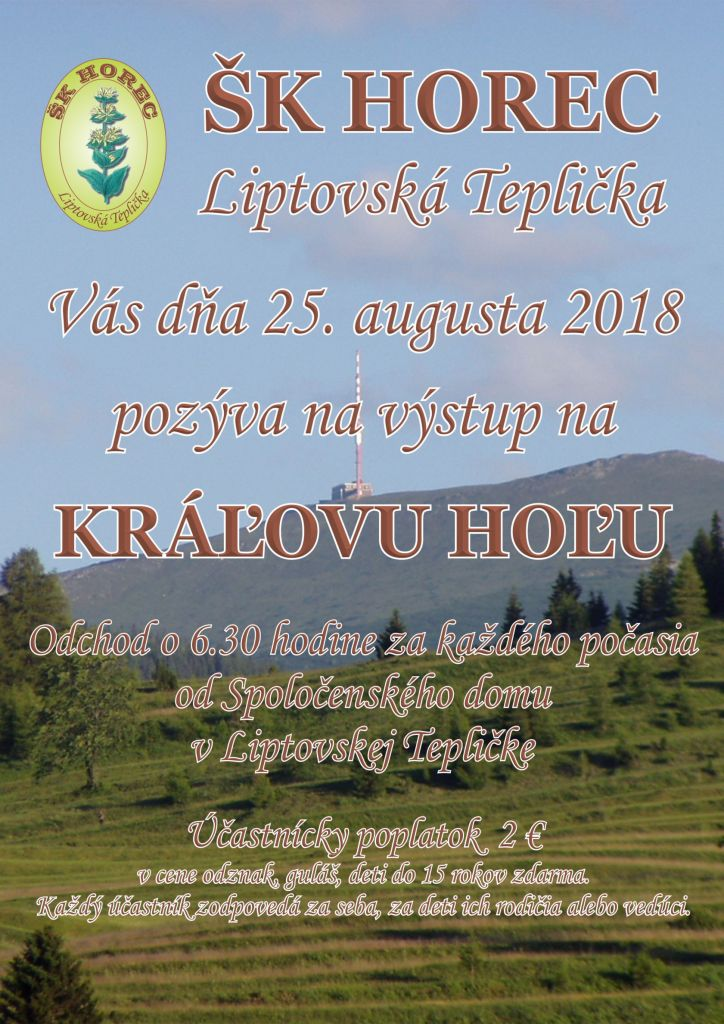 ŠK HOREC
Liptovská Teplička
ŠK HOREC
Liptovská Teplička
Vás dňa 25. augusta 2018
pozýva na výstup na
KRÁĽOVU HOĽU
Odchod o 6.30 hodine za každého počasia
od Spoločenského domu
v Liptovskej Tepličke
Účastnícky poplatok 2 €
v cene odznak, guláš, deti do 15 rokov zdarma.
Každý účastník zodpovedá za seba, za deti ich rodičia alebo vedúci.